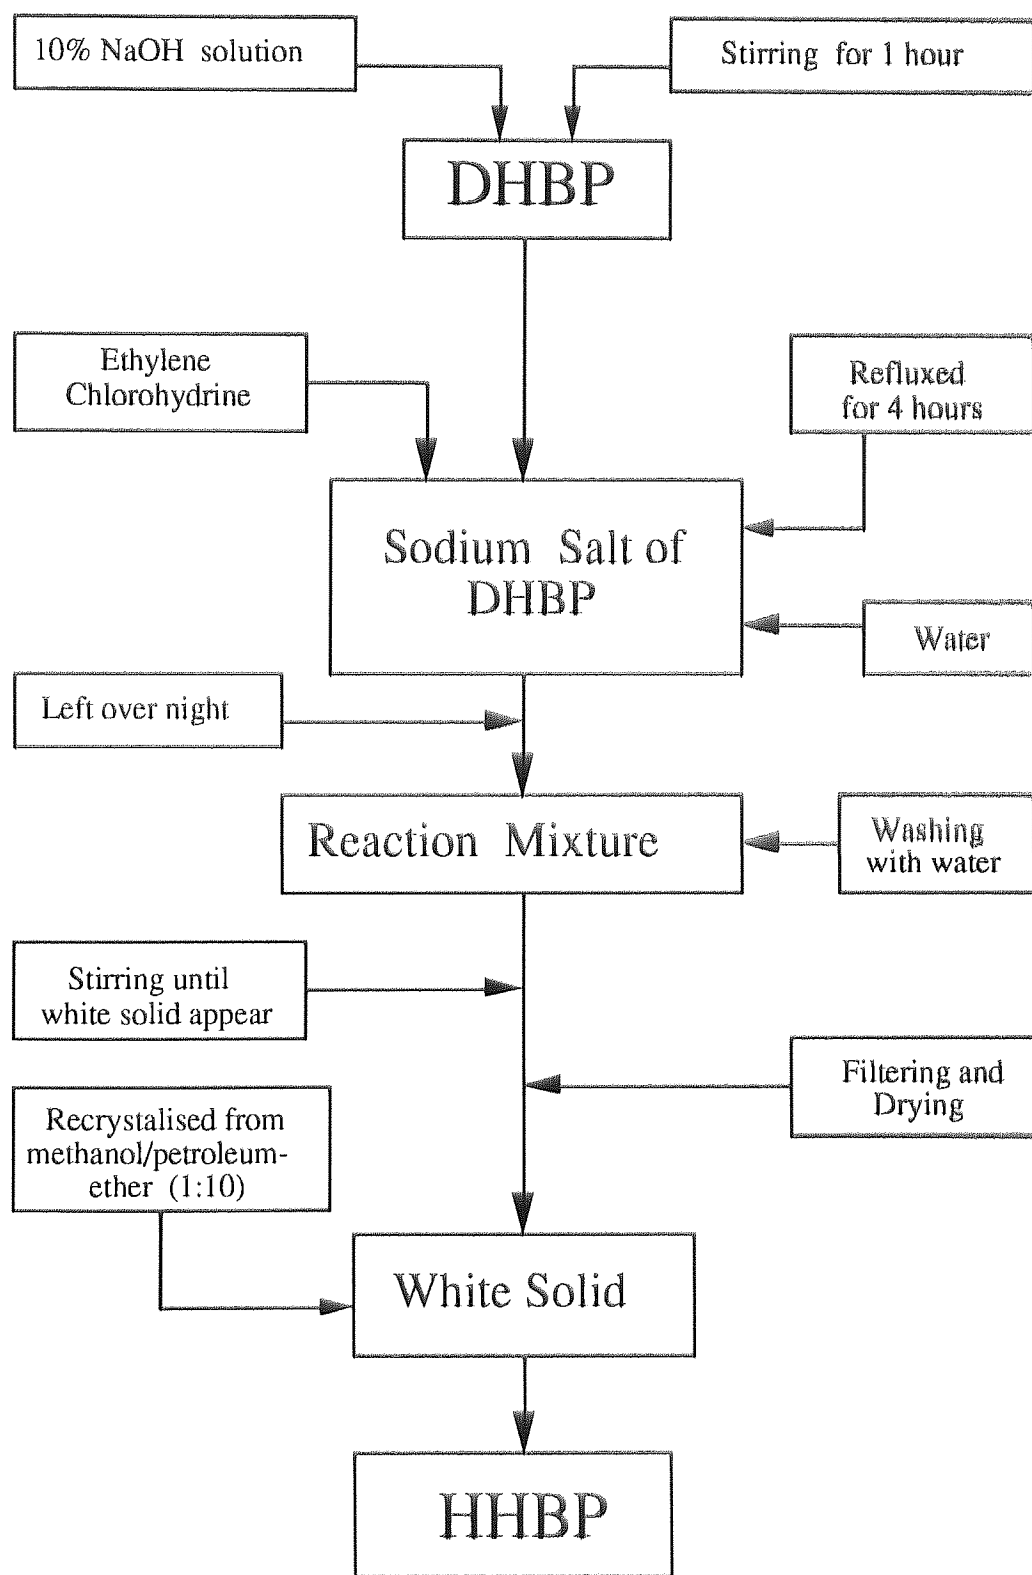 10% NaOH solution
Stirring for 1 hour
DHBP
Ethylene
Chlorohydrine
Refluxed
for 4 hours
Sodium Salt of
DHBP
Water
Left over night
Reaction Mixture
Washing
with water
Stirring until
white solid appear
Filtering and
Drying
Recrystalised from
methanol/petroleum-
ether (1:10)
White Solid
HHBP